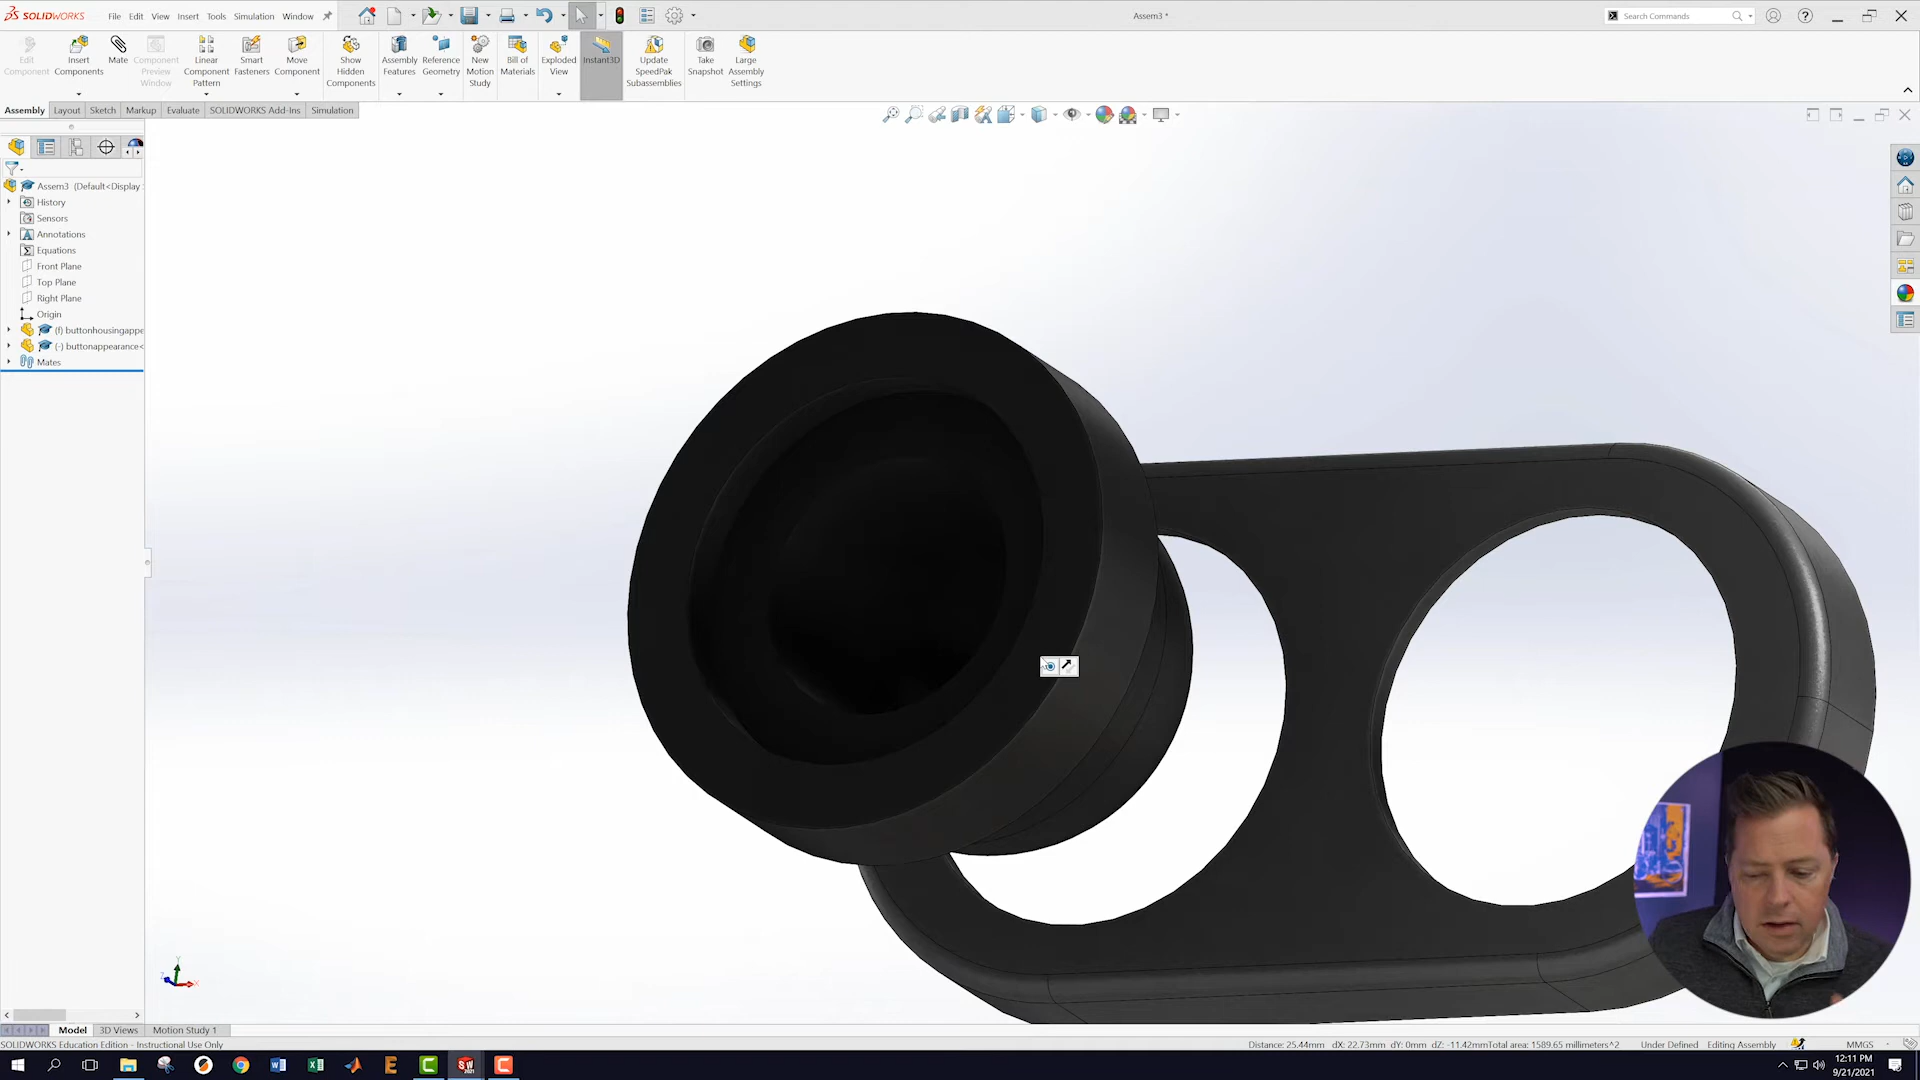 SOLIDWORKS File Edit View Insert Tools Simulation Window Assem3 * Search Commands
Edit Component
Insert Components
Mate
Component Preview Window
Linear Component Pattern
Smart Fasteners
Move Component
Show Hidden Components
Assembly Features
Reference Geometry
New Motion Study
Bill of Materials
Exploded View
Instant3D
Update SpeedPak Subassemblies
Take Snapshot
Large Assembly Settings
Assembly Layout Sketch Markup Evaluate SOLIDWORKS Add-Ins Simulation
Assem3 (Default<Display
History
Sensors
Annotations
Equations
Front Plane
Top Plane
Right Plane
Origin
(f) buttonhousingappe
(-) buttonappearance<
Mates
Y
Z
X
Model 3D Views Motion Study 1
SOLIDWORKS Education Edition - Instructional Use Only Distance: 25.44mm dX: 22.73mm dY: 0mm dZ: -11.42mmTotal area: 1589.65 millimeters^2 Under Defined Editing Assembly MMGS
12:11 PM
9/21/2021